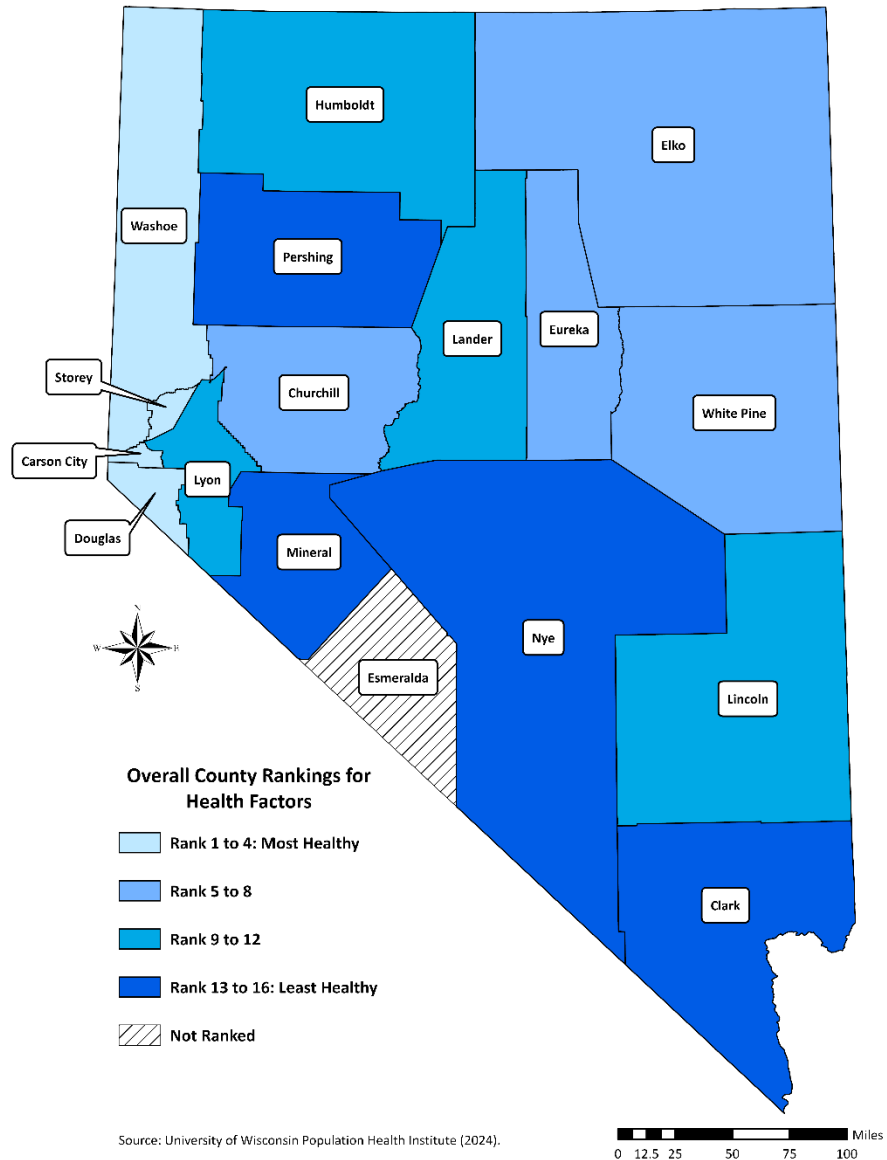 Humboldt
Elko
Washoe
Pershing
Eureka
Lander
Storey
Churchill
White Pine
Carson City
Lyon
Douglas
Mineral
N
W E
S
Nye
Esmeralda
Lincoln
Overall County Rankings for
Health Factors
Rank 1 to 4: Most Healthy
Rank 5 to 8
Clark
Rank 9 to 12
Rank 13 to 16: Least Healthy
Not Ranked
Source: University of Wisconsin Population Health Institute (2024).
Miles
0 12.5 25 50 75 100